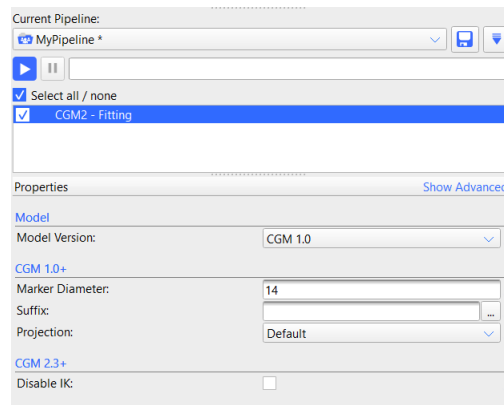 Current Pipeline:
MyPipeline *
Select all / none
CGM2 - Fitting
Properties Show Advanced
Model
Model Version: CGM 1.0
CGM 1.0+
Marker Diameter: 14
Suffix: ...
Projection: Default
CGM 2.3+
Disable IK: